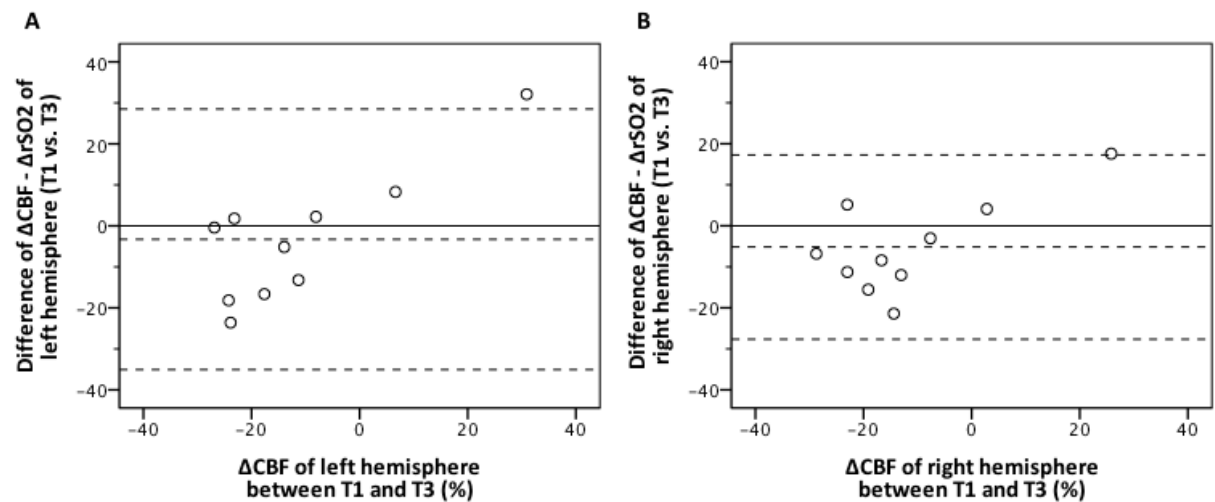 A
Difference of ΔCBF - ΔrSO2 of
left hemisphere (T1 vs. T3)
40
20
0
−20
−40
−40 −20 0 20 40
ΔCBF of left hemisphere
between T1 and T3 (%)
B
Difference of ΔCBF - ΔrSO2 of
right hemisphere (T1 vs. T3)
40
20
0
−20
−40
−40 −20 0 20 40
ΔCBF of right hemisphere
between T1 and T3 (%)